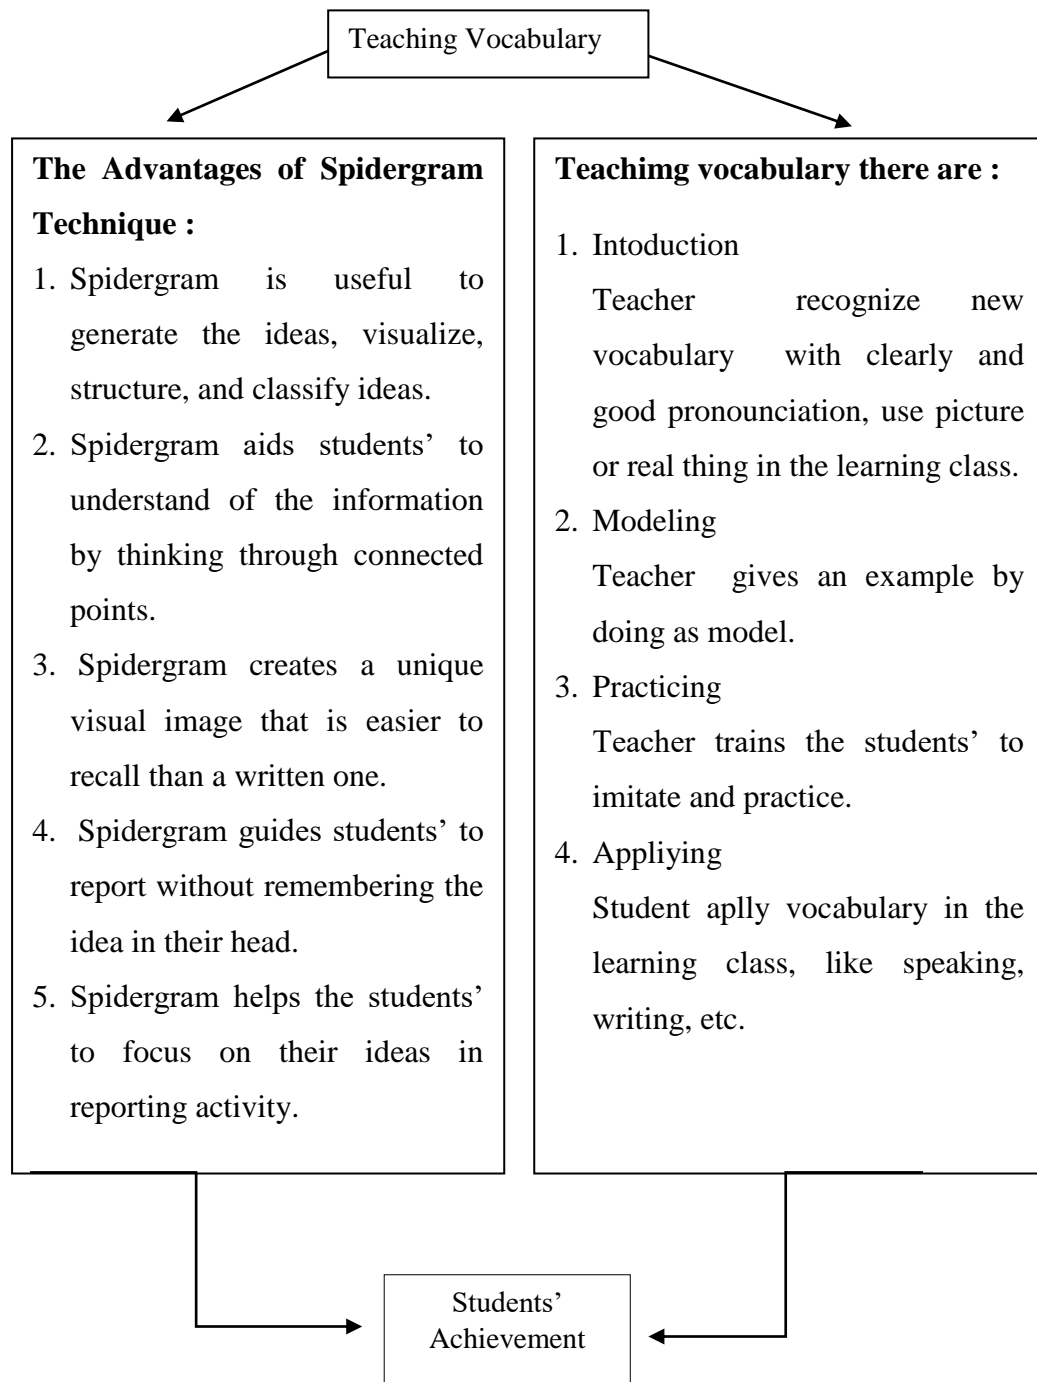 Teaching Vocabulary
The Advantages of Spidergram
Technique :
1. Spidergram is useful to
generate the ideas, visualize,
structure, and classify ideas.
2. Spidergram aids students’ to
understand of the information
by thinking through connected
points.
3. Spidergram creates a unique
visual image that is easier to
recall than a written one.
4. Spidergram guides students’ to
report without remembering the
idea in their head.
5. Spidergram helps the students’
to focus on their ideas in
reporting activity.
Teachimg vocabulary there are :
1. Intoduction
Teacher recognize new
vocabulary with clearly and
good pronounciation, use picture
or real thing in the learning class.
2. Modeling
Teacher gives an example by
doing as model.
3. Practicing
Teacher trains the students’ to
imitate and practice.
4. Appliying
Student aplly vocabulary in the
learning class, like speaking,
writing, etc.
Students’
Achievement